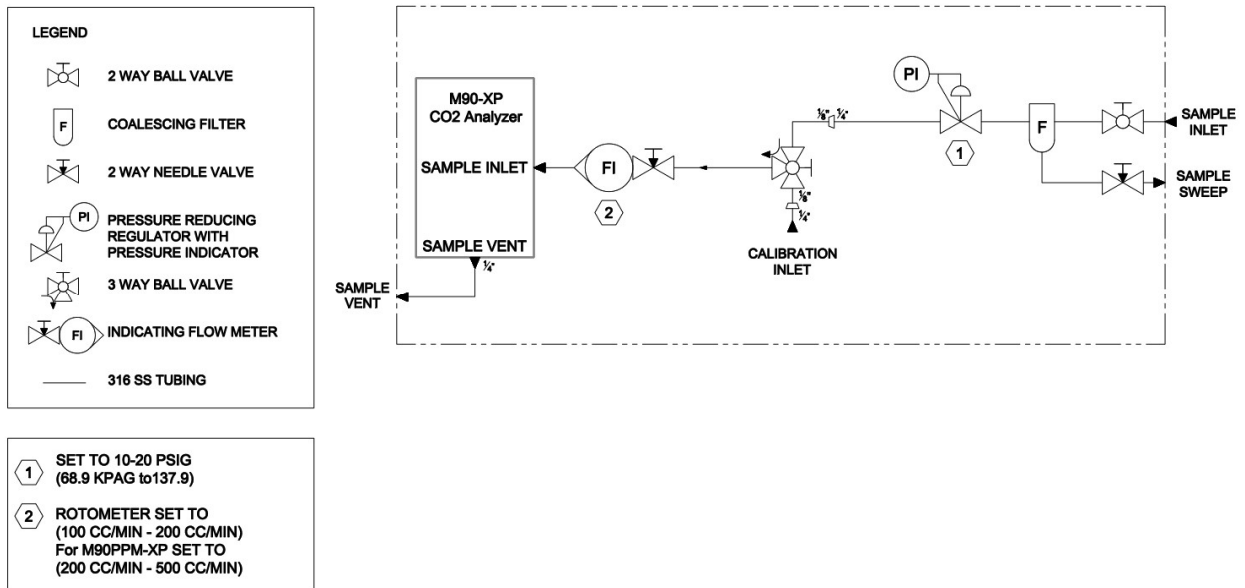 LEGEND
2 WAY BALL VALVE
F
COALESCING FILTER
2 WAY NEEDLE VALVE
PI
PRESSURE REDUCING
REGULATOR WITH
PRESSURE INDICATOR
3 WAY BALL VALVE
FI
INDICATING FLOW METER
316 SS TUBING
1
SET TO 10-20 PSIG
(68.9 KPAG to137.9)
2
ROTOMETER SET TO
(100 CC/MIN - 200 CC/MIN)
For M90PPM-XP SET TO
(200 CC/MIN - 500 CC/MIN)
M90-XP
CO2 Analyzer
SAMPLE INLET
SAMPLE VENT
¼"
SAMPLE
VENT
FI
2
⅛"
¼"
CALIBRATION
INLET
⅛" ¼"
PI
1
F
SAMPLE
INLET
SAMPLE
SWEEP